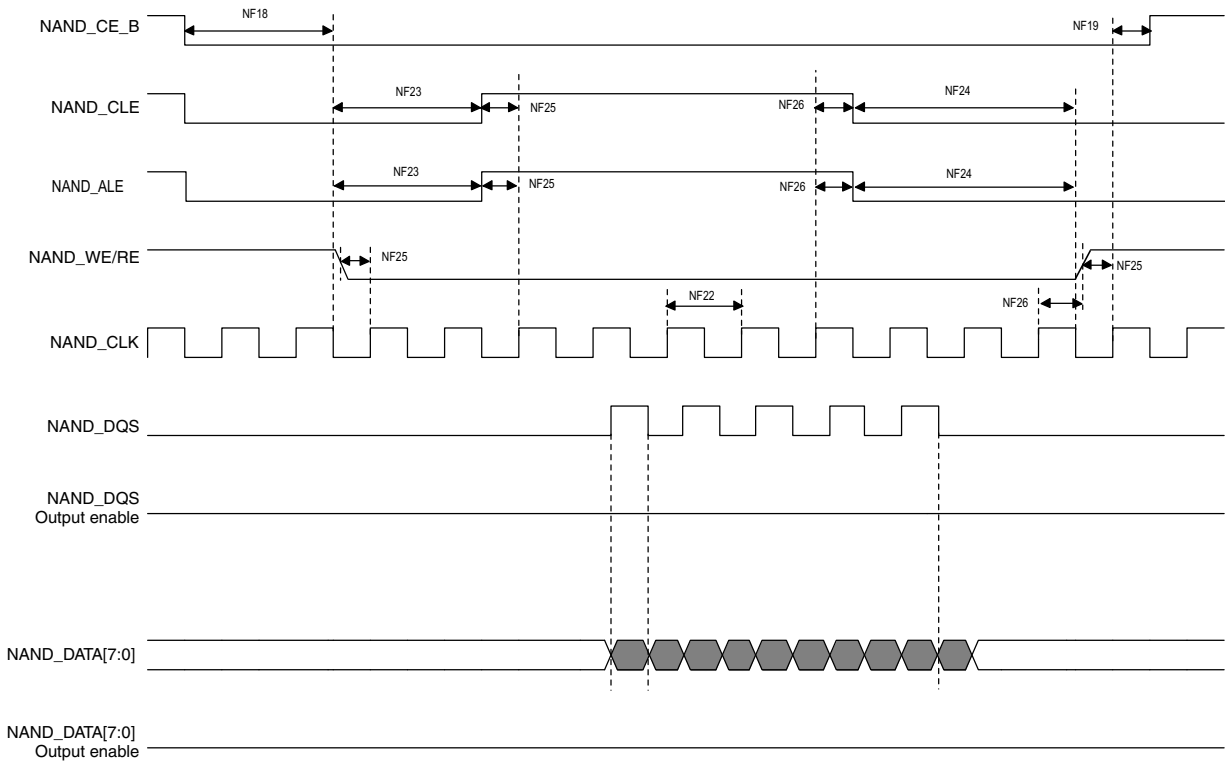 NF18
NAND_CE_B
NF19
NF23
NF24
NAND_CLE
NF25
NF26
NF23
NF24
NAND_ALE
NF25
NF26
NAND_WE/RE
NF25
NF25
NF22
NF26
NAND_CLK
NAND_DQS
NAND_DQS
Output enable
NAND_DATA[7:0]
NAND_DATA[7:0]
Output enable